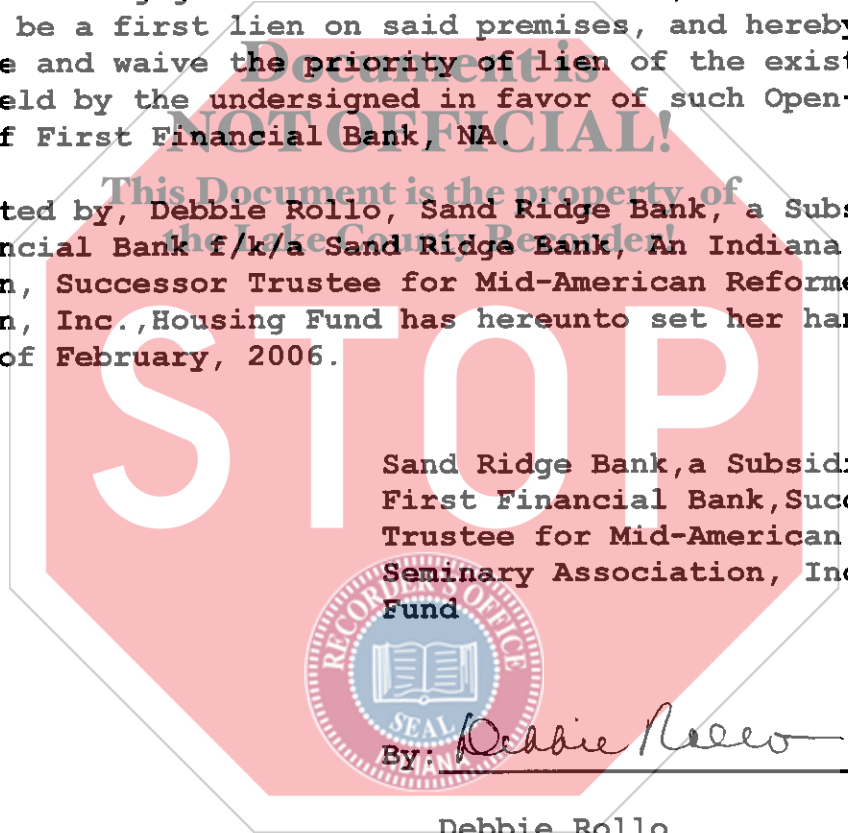 be a first lien on said premises, and hereby
e and waive the priority of lien of the exist
eld by the undersigned in favor of such Open-
f First Financial Bank, NA.
Document is
NOT OFFICIAL!
This Document is the property of
the Lake County Recorder!
ted by, Debbie Rollo, Sand Ridge Bank, a Subs
ncial Bank f/k/a Sand Ridge Bank, An Indiana
n, Successor Trustee for Mid-American Reforme
n, Inc.,Housing Fund has hereunto set her han
of February, 2006.
STOP
Sand Ridge Bank,a Subsidi
First Financial Bank,Succ
Trustee for Mid-American
Seminary Association, Inc
Fund
RECORDER'S OFFICE
SEAL
INDIANA
By: Debbie Rollo
Debbie Rollo